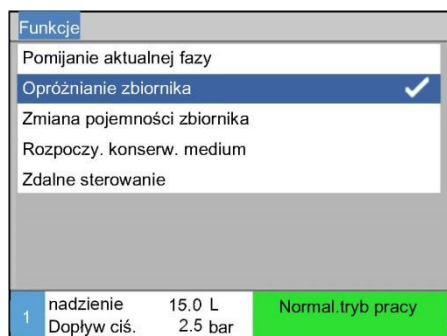 Funkcje
Pomijanie aktualnej fazy
Opróżnianie zbiornika
Zmiana pojemności zbiornika
Rozpoczy. konserw. medium
Zdalne sterowanie
1 nadzienie 15.0 L Normal.tryb pracy
Dopływ ciś. 2.5 bar